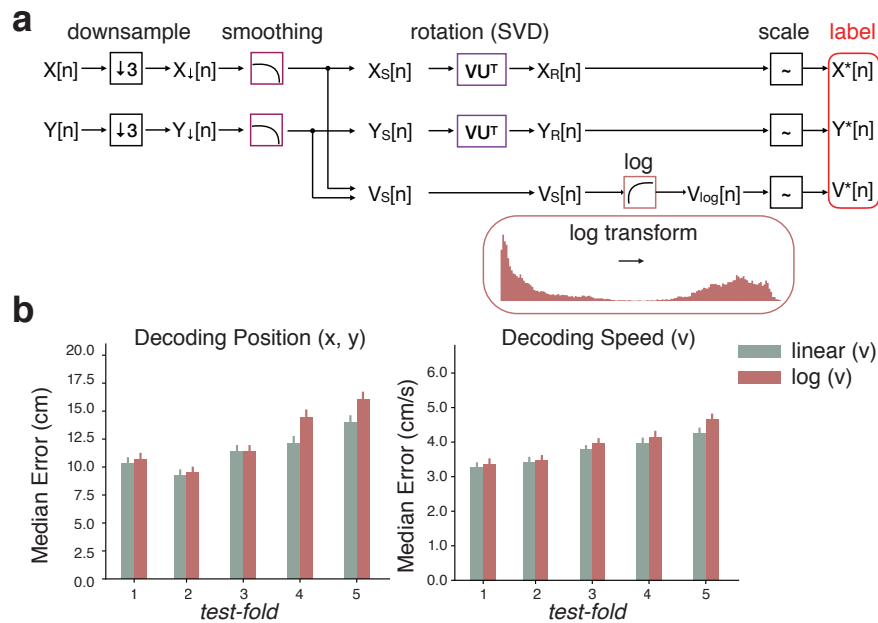 a
downsample smoothing rotation (SVD) scale label
X[n] ↓3 X↓[n] XS[n] VUᵀ XR[n] ~ X*[n]
Y[n] ↓3 Y↓[n] YS[n] VUᵀ YR[n] ~ Y*[n]
log
VS[n] VS[n] Vlog[n] ~ V*[n]
log transform
b
Decoding Position (x, y)
Median Error (cm)
20.0
17.5
15.0
12.5
10.0
7.5
5.0
2.5
0.0
1 2 3 4 5
test-fold
Decoding Speed (v)
Median Error (cm/s)
6.0
5.0
4.0
3.0
2.0
1.0
0.0
1 2 3 4 5
test-fold
linear (v)
log (v)